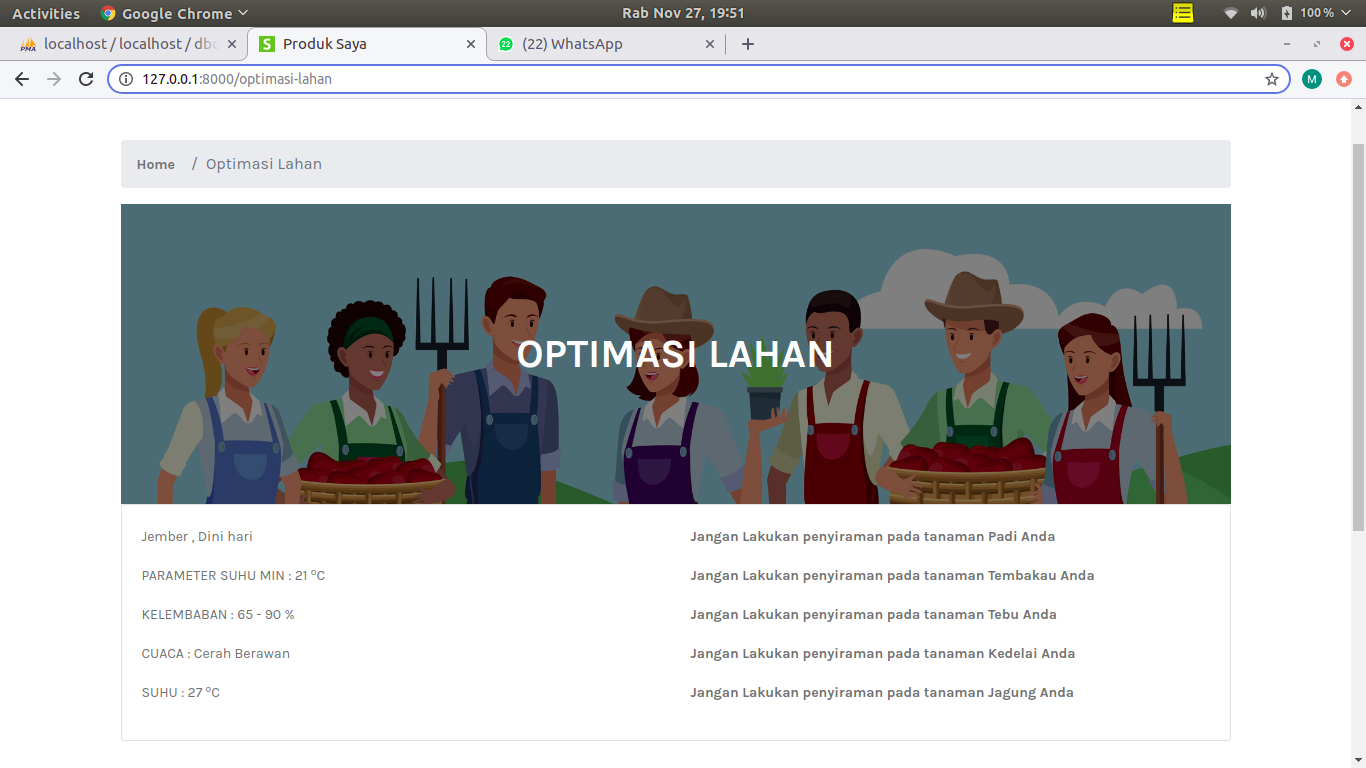 Activities Google Chrome Rab Nov 27, 19:51 100 %
localhost / localhost / dbc Produk Saya (22) WhatsApp
127.0.0.1:8000/optimasi-lahan M
Home / Optimasi Lahan
OPTIMASI LAHAN
Jember , Dini hari
PARAMETER SUHU MIN : 21 °C
KELEMBABAN : 65 - 90 %
CUACA : Cerah Berawan
SUHU : 27 °C
Jangan Lakukan penyiraman pada tanaman Padi Anda
Jangan Lakukan penyiraman pada tanaman Tembakau Anda
Jangan Lakukan penyiraman pada tanaman Tebu Anda
Jangan Lakukan penyiraman pada tanaman Kedelai Anda
Jangan Lakukan penyiraman pada tanaman Jagung Anda